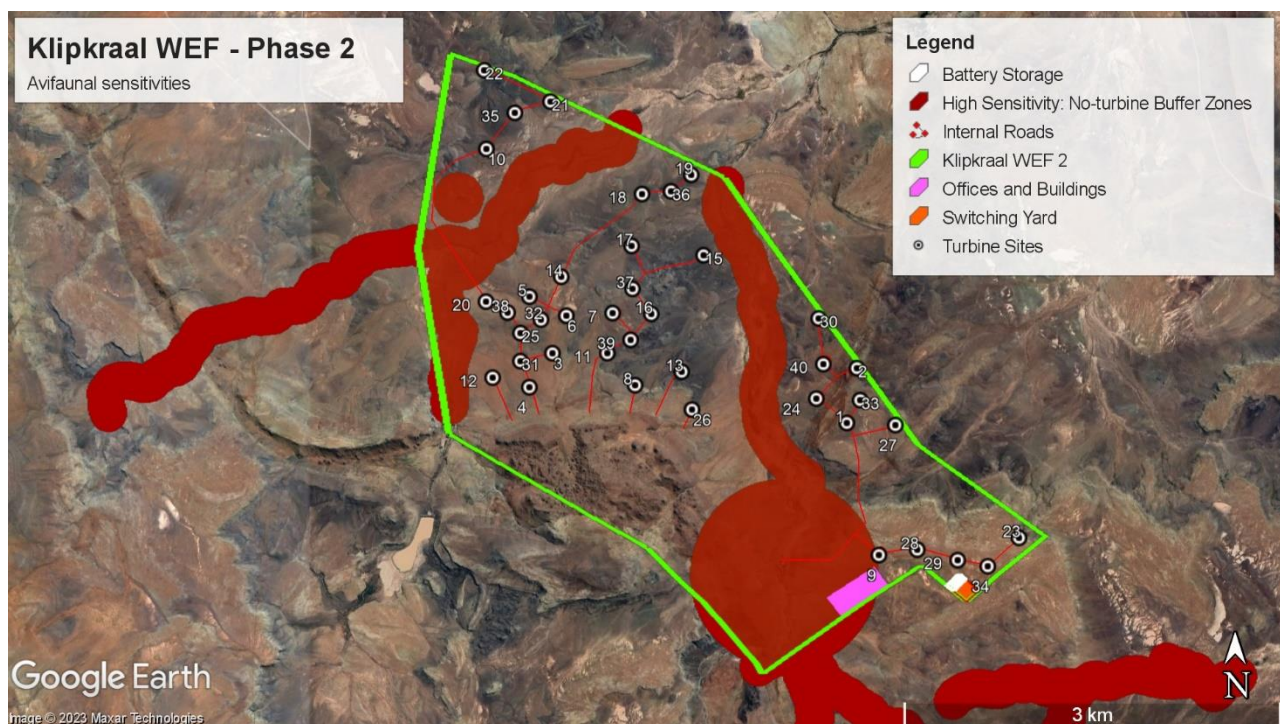 Klipkraal WEF - Phase 2
Avifaunal sensitivities
Legend
Battery Storage
High Sensitivity: No-turbine Buffer Zones
Internal Roads
Klipkraal WEF 2
Offices and Buildings
Switching Yard
Turbine Sites
22
35
21
10
19
18
36
17
15
14
37
20
38
5
32
6
7
16
30
25
39
31
3
11
40
2
12
4
8
13
24
33
26
1
27
28
23
9
29
34
Google Earth
N
Image © 2023 Maxar Technologies
3 km